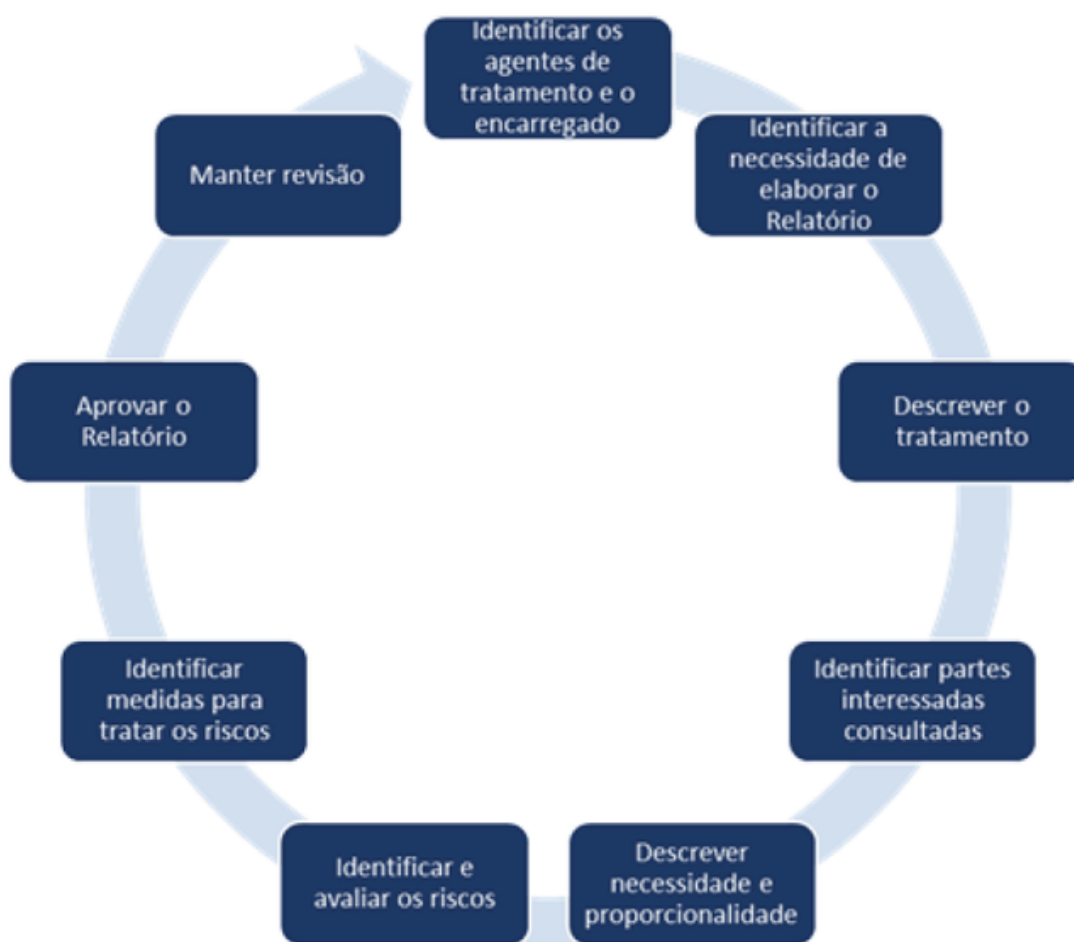 Identificar os
agentes de
tratamento e o
encarregado
Identificar a
necessidade de
elaborar o
Relatório
Descrever o
tratamento
Identificar partes
interessadas
consultadas
Descrever
necessidade e
proporcionalidade
Identificar e
avaliar os riscos
Identificar
medidas para
tratar os riscos
Aprovar o
Relatório
Manter revisão